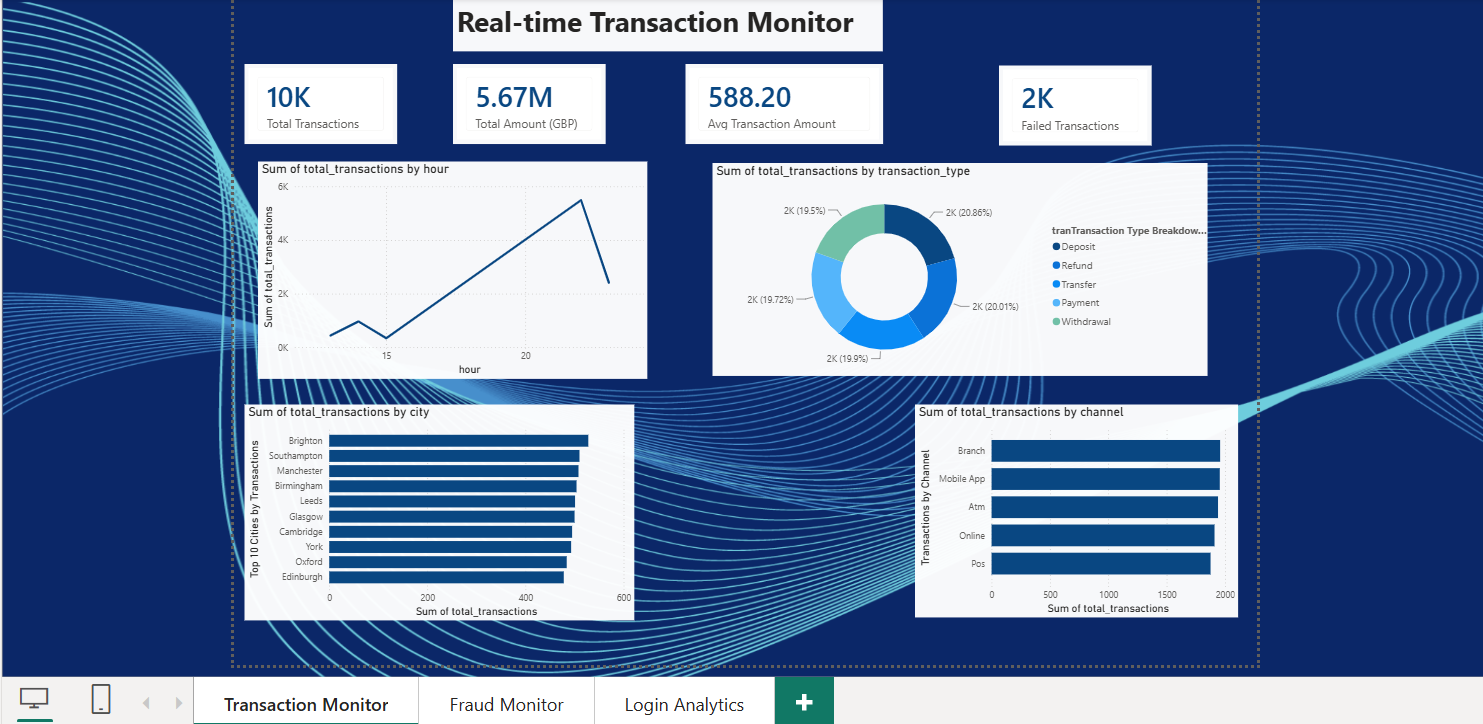 Real-time Transaction Monitor
10K
Total Transactions
5.67M
Total Amount (GBP)
588.20
Avg Transaction Amount
2K
Failed Transactions
Sum of total_transactions by hour
Sum of total_transactions
6K
4K
2K
0K
15
20
hour
Sum of total_transactions by transaction_type
2K (19.5%)
2K (20.86%)
2K (19.72%)
2K (20.01%)
2K (19.9%)
tranTransaction Type Breakdow...
Deposit
Refund
Transfer
Payment
Withdrawal
Sum of total_transactions by city
Top 10 Cities by Transactions
Brighton
Southampton
Manchester
Birmingham
Leeds
Glasgow
Cambridge
York
Oxford
Edinburgh
0
200
400
600
Sum of total_transactions
Sum of total_transactions by channel
Transactions by Channel
Branch
Mobile App
Atm
Online
Pos
0
500
1000
1500
2000
Sum of total_transactions
Transaction Monitor
Fraud Monitor
Login Analytics